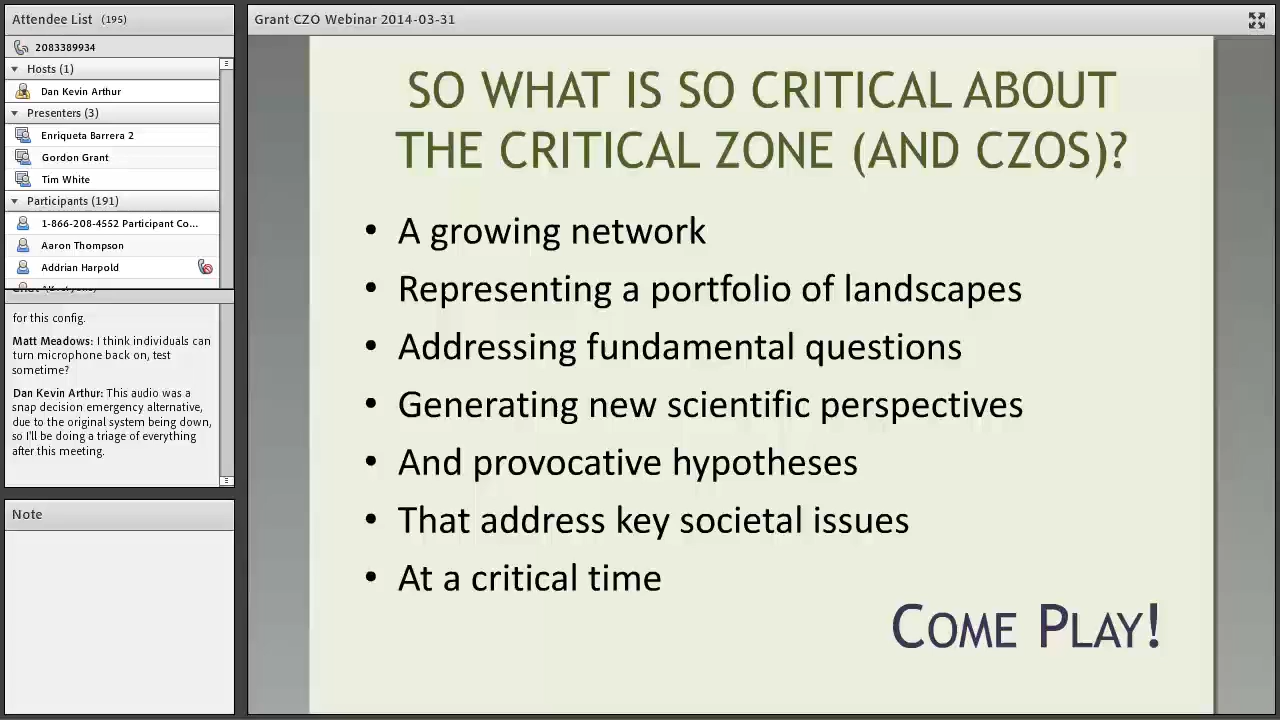 Attendee List (195)
2083389934
Hosts (1)
Dan Kevin Arthur
Presenters (3)
Enriqueta Barrera 2
Gordon Grant
Tim White
Participants (191)
1-866-208-4552 Participant Co...
Aaron Thompson
Addrian Harpold
for this config.
Matt Meadows: I think individuals can
turn microphone back on, test
sometime?
Dan Kevin Arthur: This audio was a
snap decision emergency alternative,
due to the original system being down,
so I'll be doing a triage of everything
after this meeting.
Note
Grant CZO Webinar 2014-03-31
SO WHAT IS SO CRITICAL ABOUT
THE CRITICAL ZONE (AND CZOS)?
• A growing network
• Representing a portfolio of landscapes
• Addressing fundamental questions
• Generating new scientific perspectives
• And provocative hypotheses
• That address key societal issues
• At a critical time
COME PLAY!